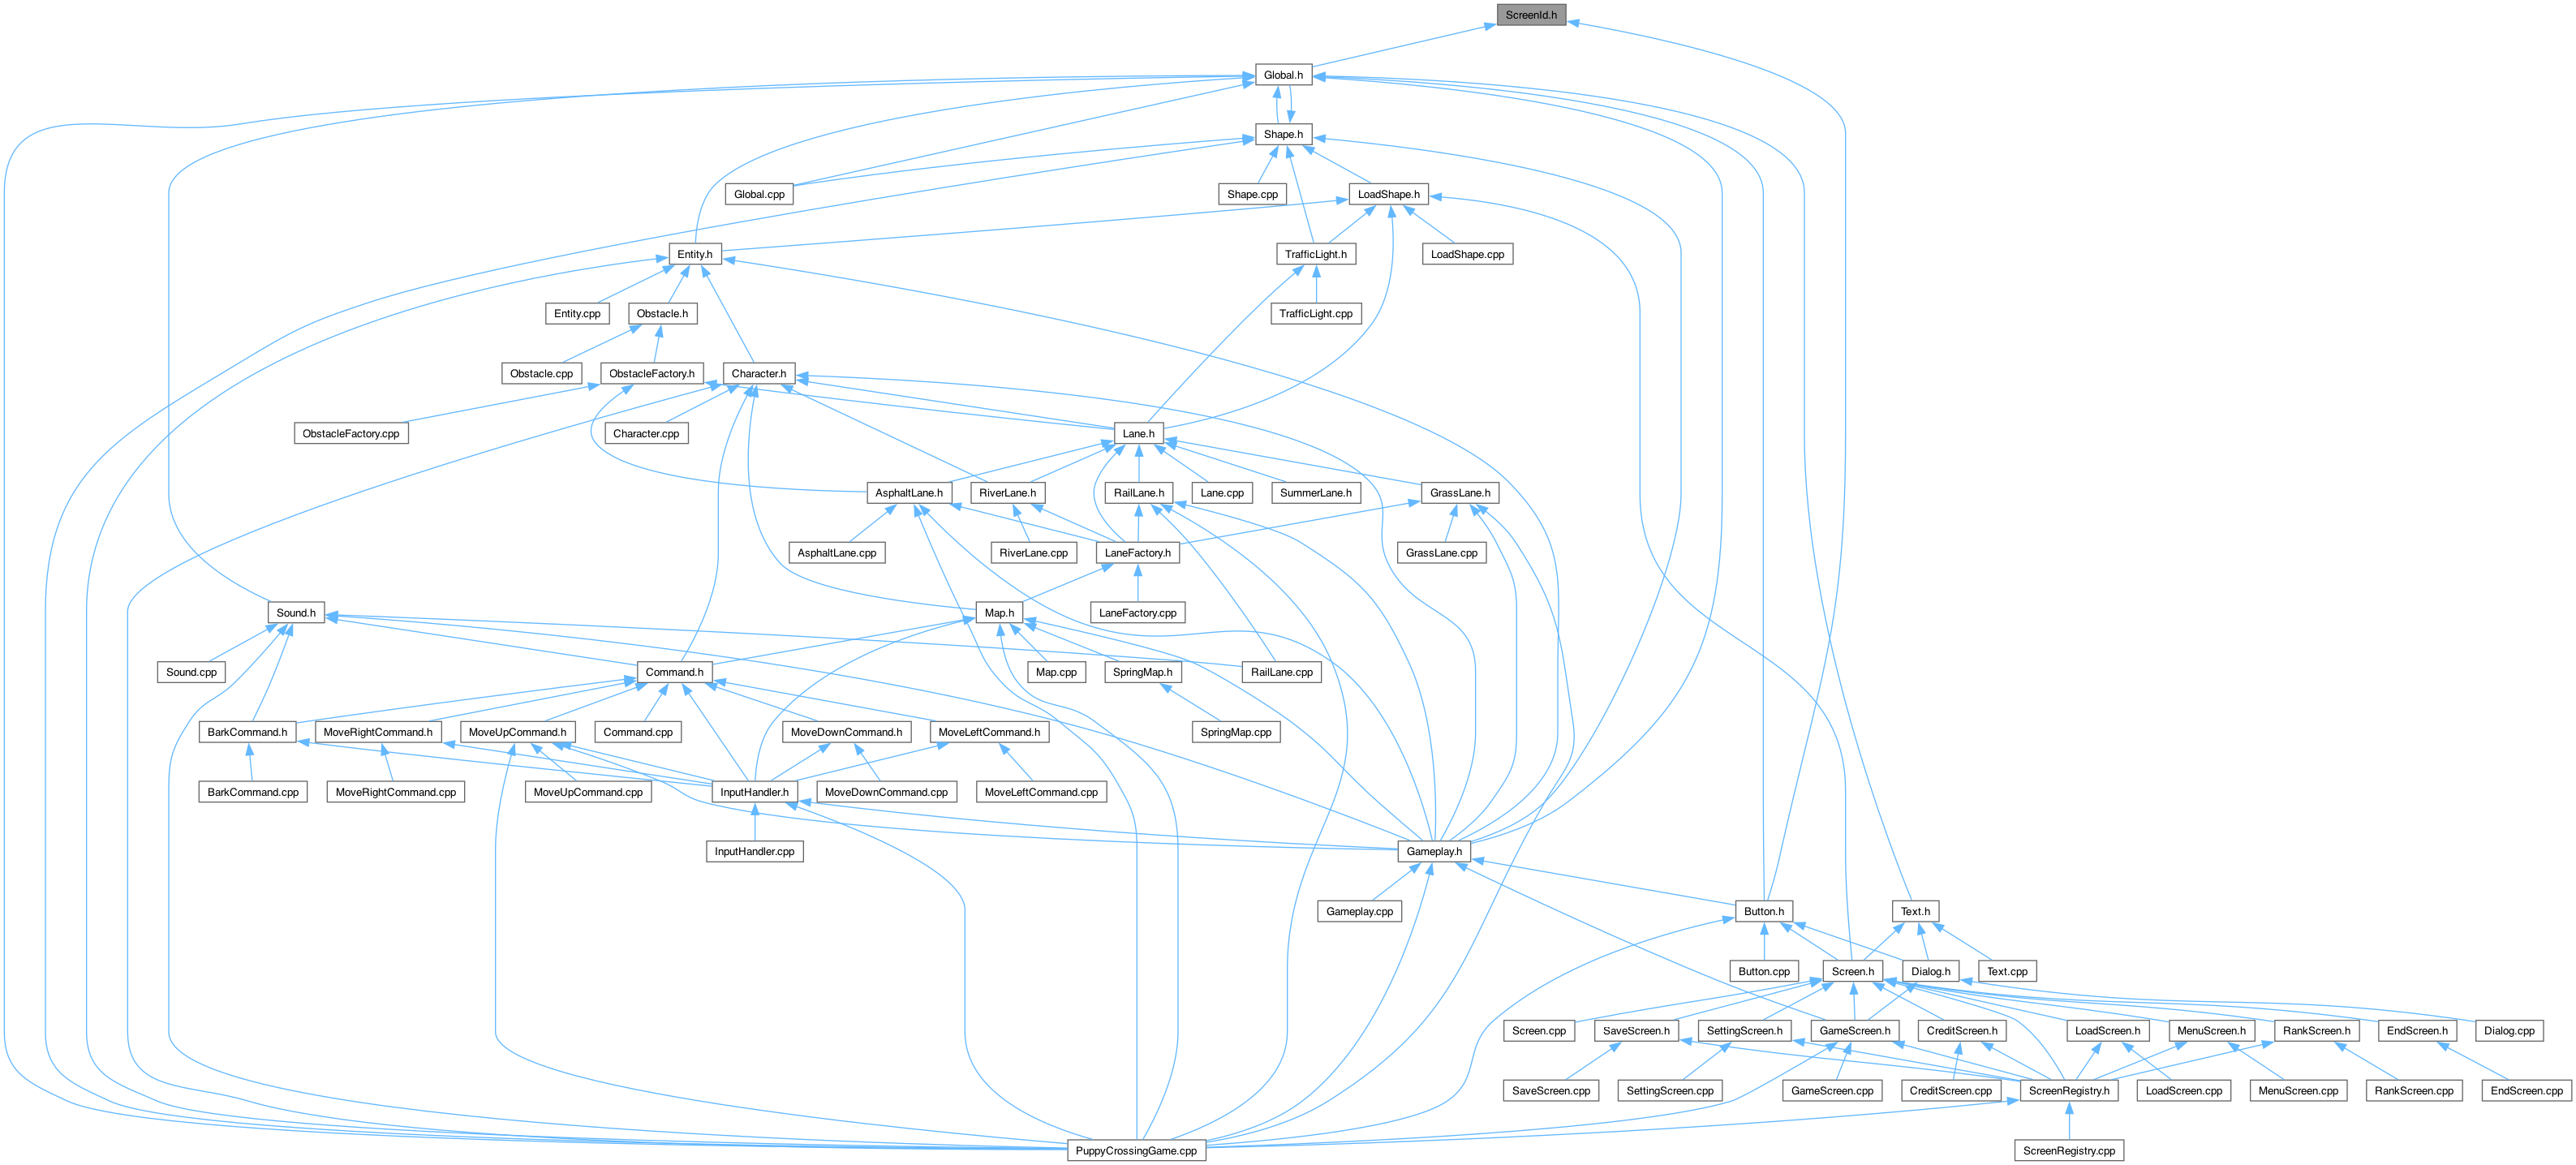 ScreenId.h
Global.h
Shape.h
Global.cpp
Shape.cpp
LoadShape.h
Entity.h
TrafficLight.h
LoadShape.cpp
Entity.cpp
Obstacle.h
TrafficLight.cpp
Obstacle.cpp
ObstacleFactory.h
Character.h
ObstacleFactory.cpp
Character.cpp
Lane.h
AsphaltLane.h
RiverLane.h
RailLane.h
Lane.cpp
SummerLane.h
GrassLane.h
AsphaltLane.cpp
RiverLane.cpp
LaneFactory.h
GrassLane.cpp
Sound.h
Map.h
LaneFactory.cpp
Sound.cpp
Command.h
Map.cpp
SpringMap.h
RailLane.cpp
BarkCommand.h
MoveRightCommand.h
MoveUpCommand.h
Command.cpp
MoveDownCommand.h
MoveLeftCommand.h
SpringMap.cpp
BarkCommand.cpp
MoveRightCommand.cpp
MoveUpCommand.cpp
InputHandler.h
MoveDownCommand.cpp
MoveLeftCommand.cpp
InputHandler.cpp
Gameplay.h
Gameplay.cpp
Button.h
Text.h
Button.cpp
Screen.h
Dialog.h
Text.cpp
Screen.cpp
SaveScreen.h
SettingScreen.h
GameScreen.h
CreditScreen.h
LoadScreen.h
MenuScreen.h
RankScreen.h
EndScreen.h
Dialog.cpp
SaveScreen.cpp
SettingScreen.cpp
GameScreen.cpp
CreditScreen.cpp
ScreenRegistry.h
LoadScreen.cpp
MenuScreen.cpp
RankScreen.cpp
EndScreen.cpp
PuppyCrossingGame.cpp
ScreenRegistry.cpp